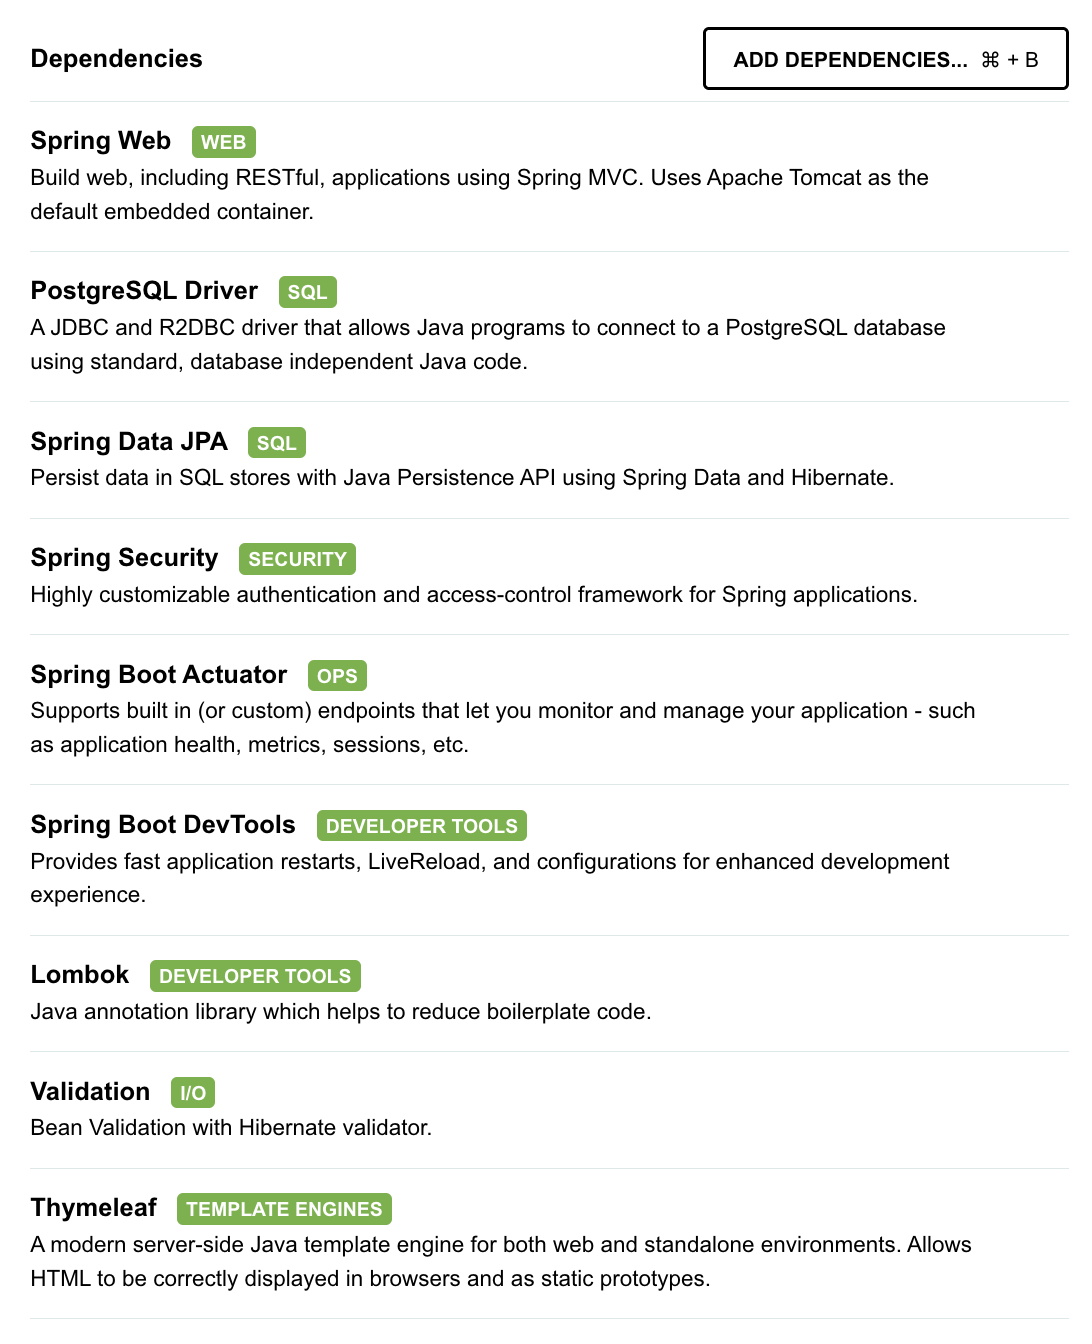 Dependencies
ADD DEPENDENCIES... ⌘ + B
Spring Web WEB
Build web, including RESTful, applications using Spring MVC. Uses Apache Tomcat as the
default embedded container.
PostgreSQL Driver SQL
A JDBC and R2DBC driver that allows Java programs to connect to a PostgreSQL database
using standard, database independent Java code.
Spring Data JPA SQL
Persist data in SQL stores with Java Persistence API using Spring Data and Hibernate.
Spring Security SECURITY
Highly customizable authentication and access-control framework for Spring applications.
Spring Boot Actuator OPS
Supports built in (or custom) endpoints that let you monitor and manage your application - such
as application health, metrics, sessions, etc.
Spring Boot DevTools DEVELOPER TOOLS
Provides fast application restarts, LiveReload, and configurations for enhanced development
experience.
Lombok DEVELOPER TOOLS
Java annotation library which helps to reduce boilerplate code.
Validation I/O
Bean Validation with Hibernate validator.
Thymeleaf TEMPLATE ENGINES
A modern server-side Java template engine for both web and standalone environments. Allows
HTML to be correctly displayed in browsers and as static prototypes.